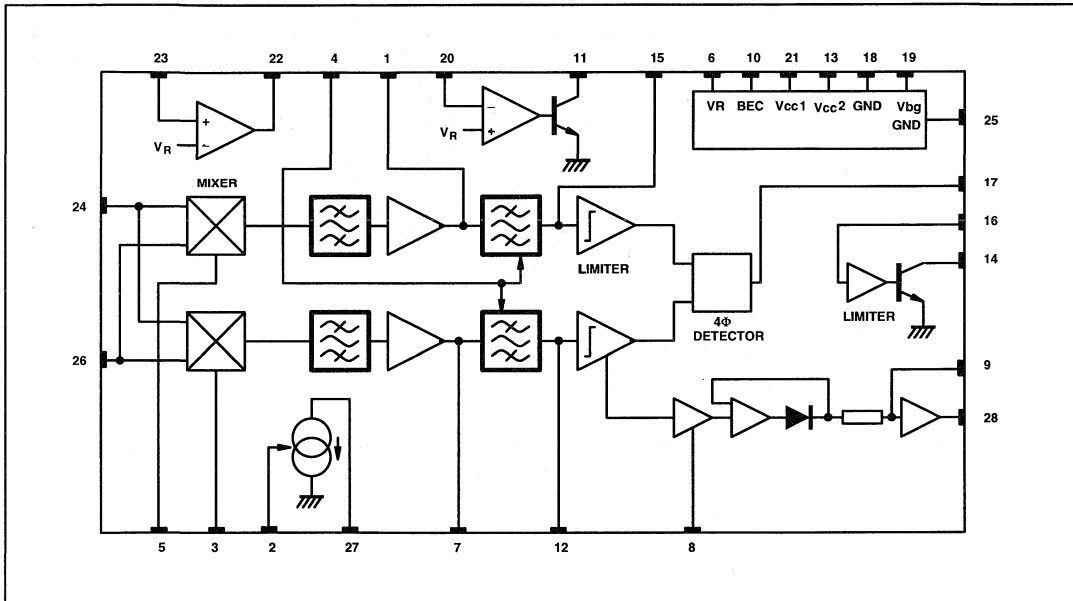 23 22 4 1 20 11 15 6 10 21 13 18 19
VR BEC Vcc1 Vcc2 GND Vbg
GND
25
+
VR −
−
VR +
MIXER
24
17
16
14
LIMITER
4Φ
DETECTOR
LIMITER
26
9
28
5 3 2 27 7 12 8